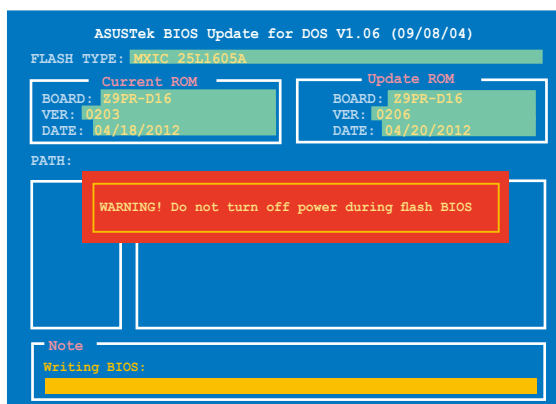 ASUSTek BIOS Update for DOS V1.06 (09/08/04)
FLASH TYPE: MXIC 25L1605A
Current ROM
BOARD: Z9PR-D16
VER: 0203
DATE: 04/18/2012
Update ROM
BOARD: Z9PR-D16
VER: 0206
DATE: 04/20/2012
PATH:
WARNING! Do not turn off power during flash BIOS
Note
Writing BIOS: